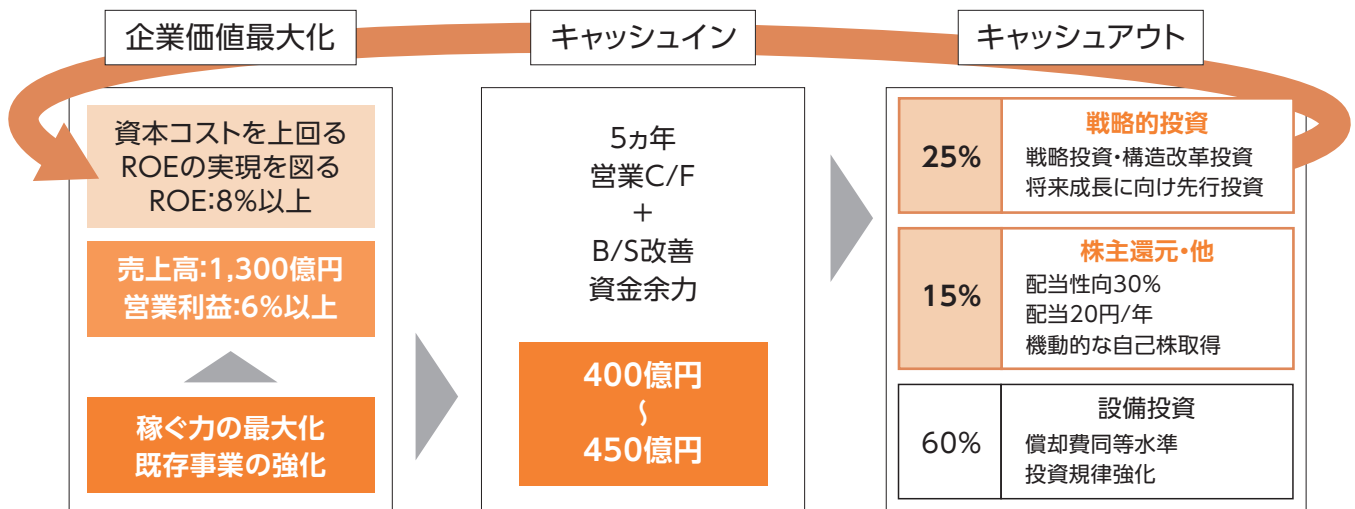 企業価値最大化
資本コストを上回る
ROEの実現を図る
ROE:8%以上
売上高:1,300億円
営業利益:6%以上
稼ぐ力の最大化
既存事業の強化
キャッシュイン
5ヵ年
営業C/F
+
B/S改善
資金余力
400億円
〜
450億円
キャッシュアウト
25%
戦略的投資
戦略投資・構造改革投資
将来成長に向け先行投資
15%
株主還元・他
配当性向30%
配当20円/年
機動的な自己株取得
60%
設備投資
償却費同等水準
投資規律強化